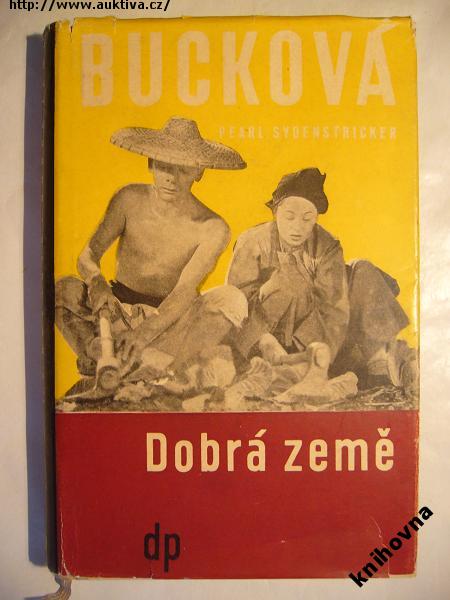 http://www.auktiva.cz/
BUCKOVÁ
PEARL SYDENSTRICKER
Dobrá země
dp
knihovna